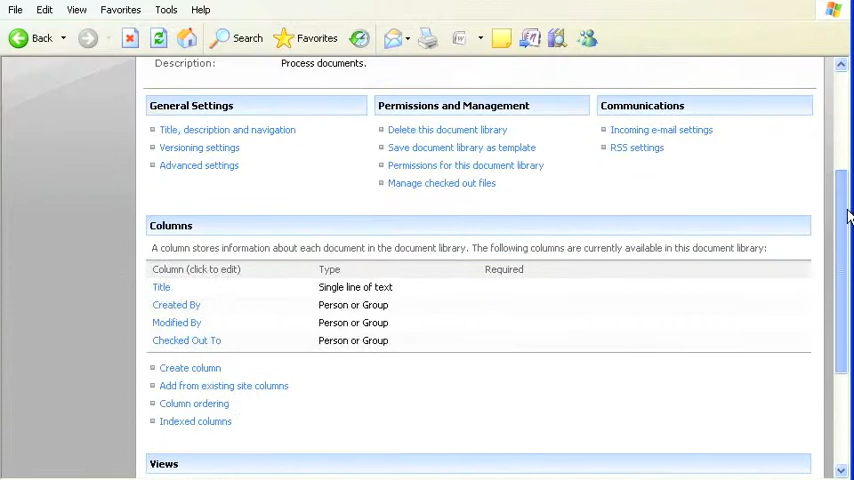 File Edit View Favorites Tools Help
Back Search Favorites
Description: Process documents.
General Settings Permissions and Management Communications
Title, description and navigation Delete this document library Incoming e-mail settings
Versioning settings Save document library as template RSS settings
Advanced settings Permissions for this document library
Manage checked out files
Columns
A column stores information about each document in the document library. The following columns are currently available in this document library:
Column (click to edit) Type Required
Title Single line of text
Created By Person or Group
Modified By Person or Group
Checked Out To Person or Group
Create column
Add from existing site columns
Column ordering
Indexed columns
Views